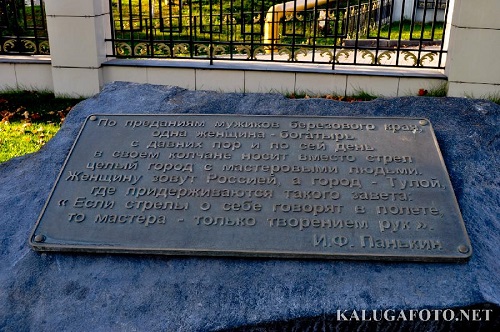 По преданиям мужиков березового края,
одна женщина - богатырь
с давних пор и по сей день
в своем колчане носит вместо стрел
целый город с мастеровыми людьми.
Женщину зовут Россией, а город - Тулой,
где придерживаются такого завета:
«Если стрелы о себе говорят в полете,
то мастера - только творением рук».
И.Ф. Панькин
KALUGAFOTO.NET